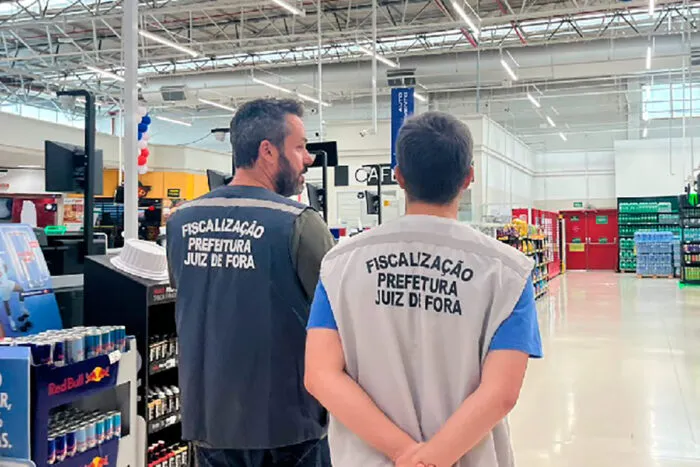 FISCALIZAÇÃO
PREFEITURA
JUIZ DE FORA
FISCALIZAÇÃO
PREFEITURA
JUIZ DE FORA
CAFE
Red Bull